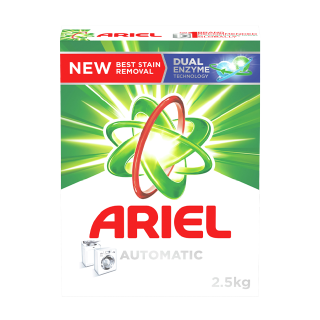 NEW
BEST STAIN
REMOVAL
DUAL
ENZYME
TECHNOLOGY
ARIEL
AUTOMATIC
2.5kg